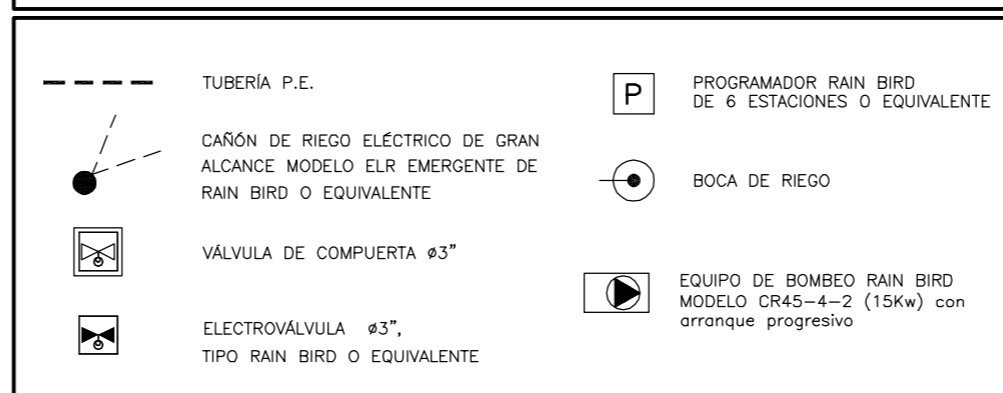 TUBERÍA P.E.
CAÑÓN DE RIEGO ELÉCTRICO DE GRAN
ALCANCE MODELO ELR EMERGENTE DE
RAIN BIRD O EQUIVALENTE
VÁLVULA DE COMPUERTA ø3"
ELECTROVÁLVULA ø3",
TIPO RAIN BIRD O EQUIVALENTE
P
PROGRAMADOR RAIN BIRD
DE 6 ESTACIONES O EQUIVALENTE
BOCA DE RIEGO
EQUIPO DE BOMBEO RAIN BIRD
MODELO CR45-4-2 (15Kw) con
arranque progresivo